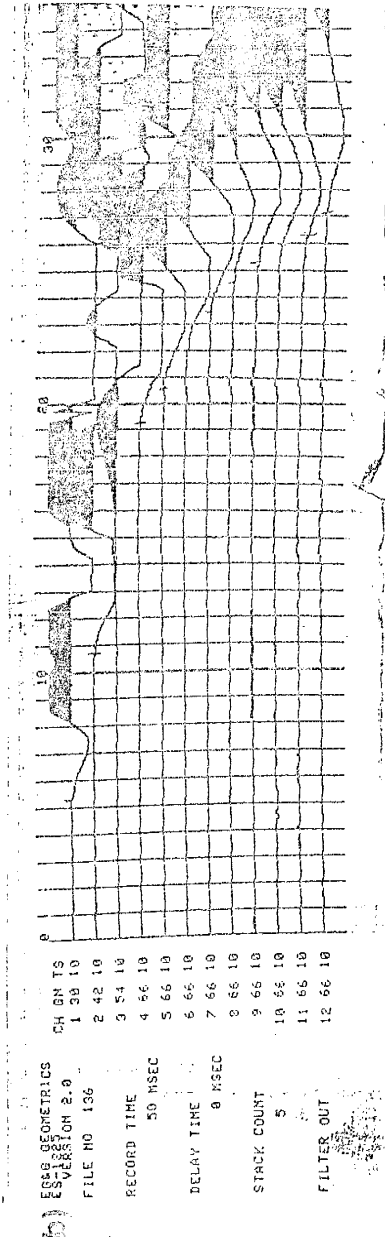 b) EG&G GEOMETRICS
ES-1225
VERSION 2.0
FILE NO 136
RECORD TIME
50 MSEC
DELAY TIME
0 MSEC
STACK COUNT
5
FILTER OUT
CH GN TS
1 30 10
2 42 10
3 54 10
4 66 10
5 66 10
6 66 10
7 66 10
8 66 10
9 66 10
10 66 10
11 66 10
12 66 10
0 10 20 30